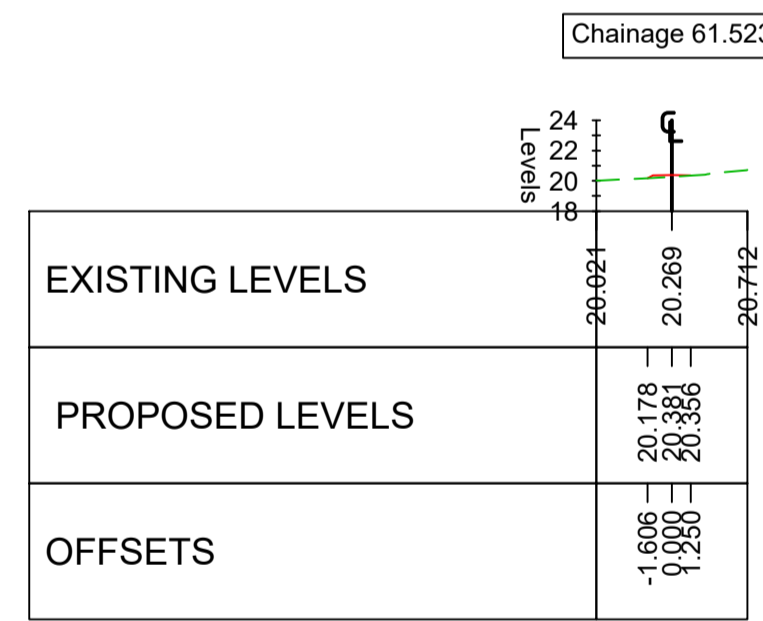 Chainage 61.523
℄
Levels
24
22
20
18
EXISTING LEVELS
20.021
20.269
20.712
PROPOSED LEVELS
20.178
20.381
20.356
OFFSETS
-1.606
0.000
1.250